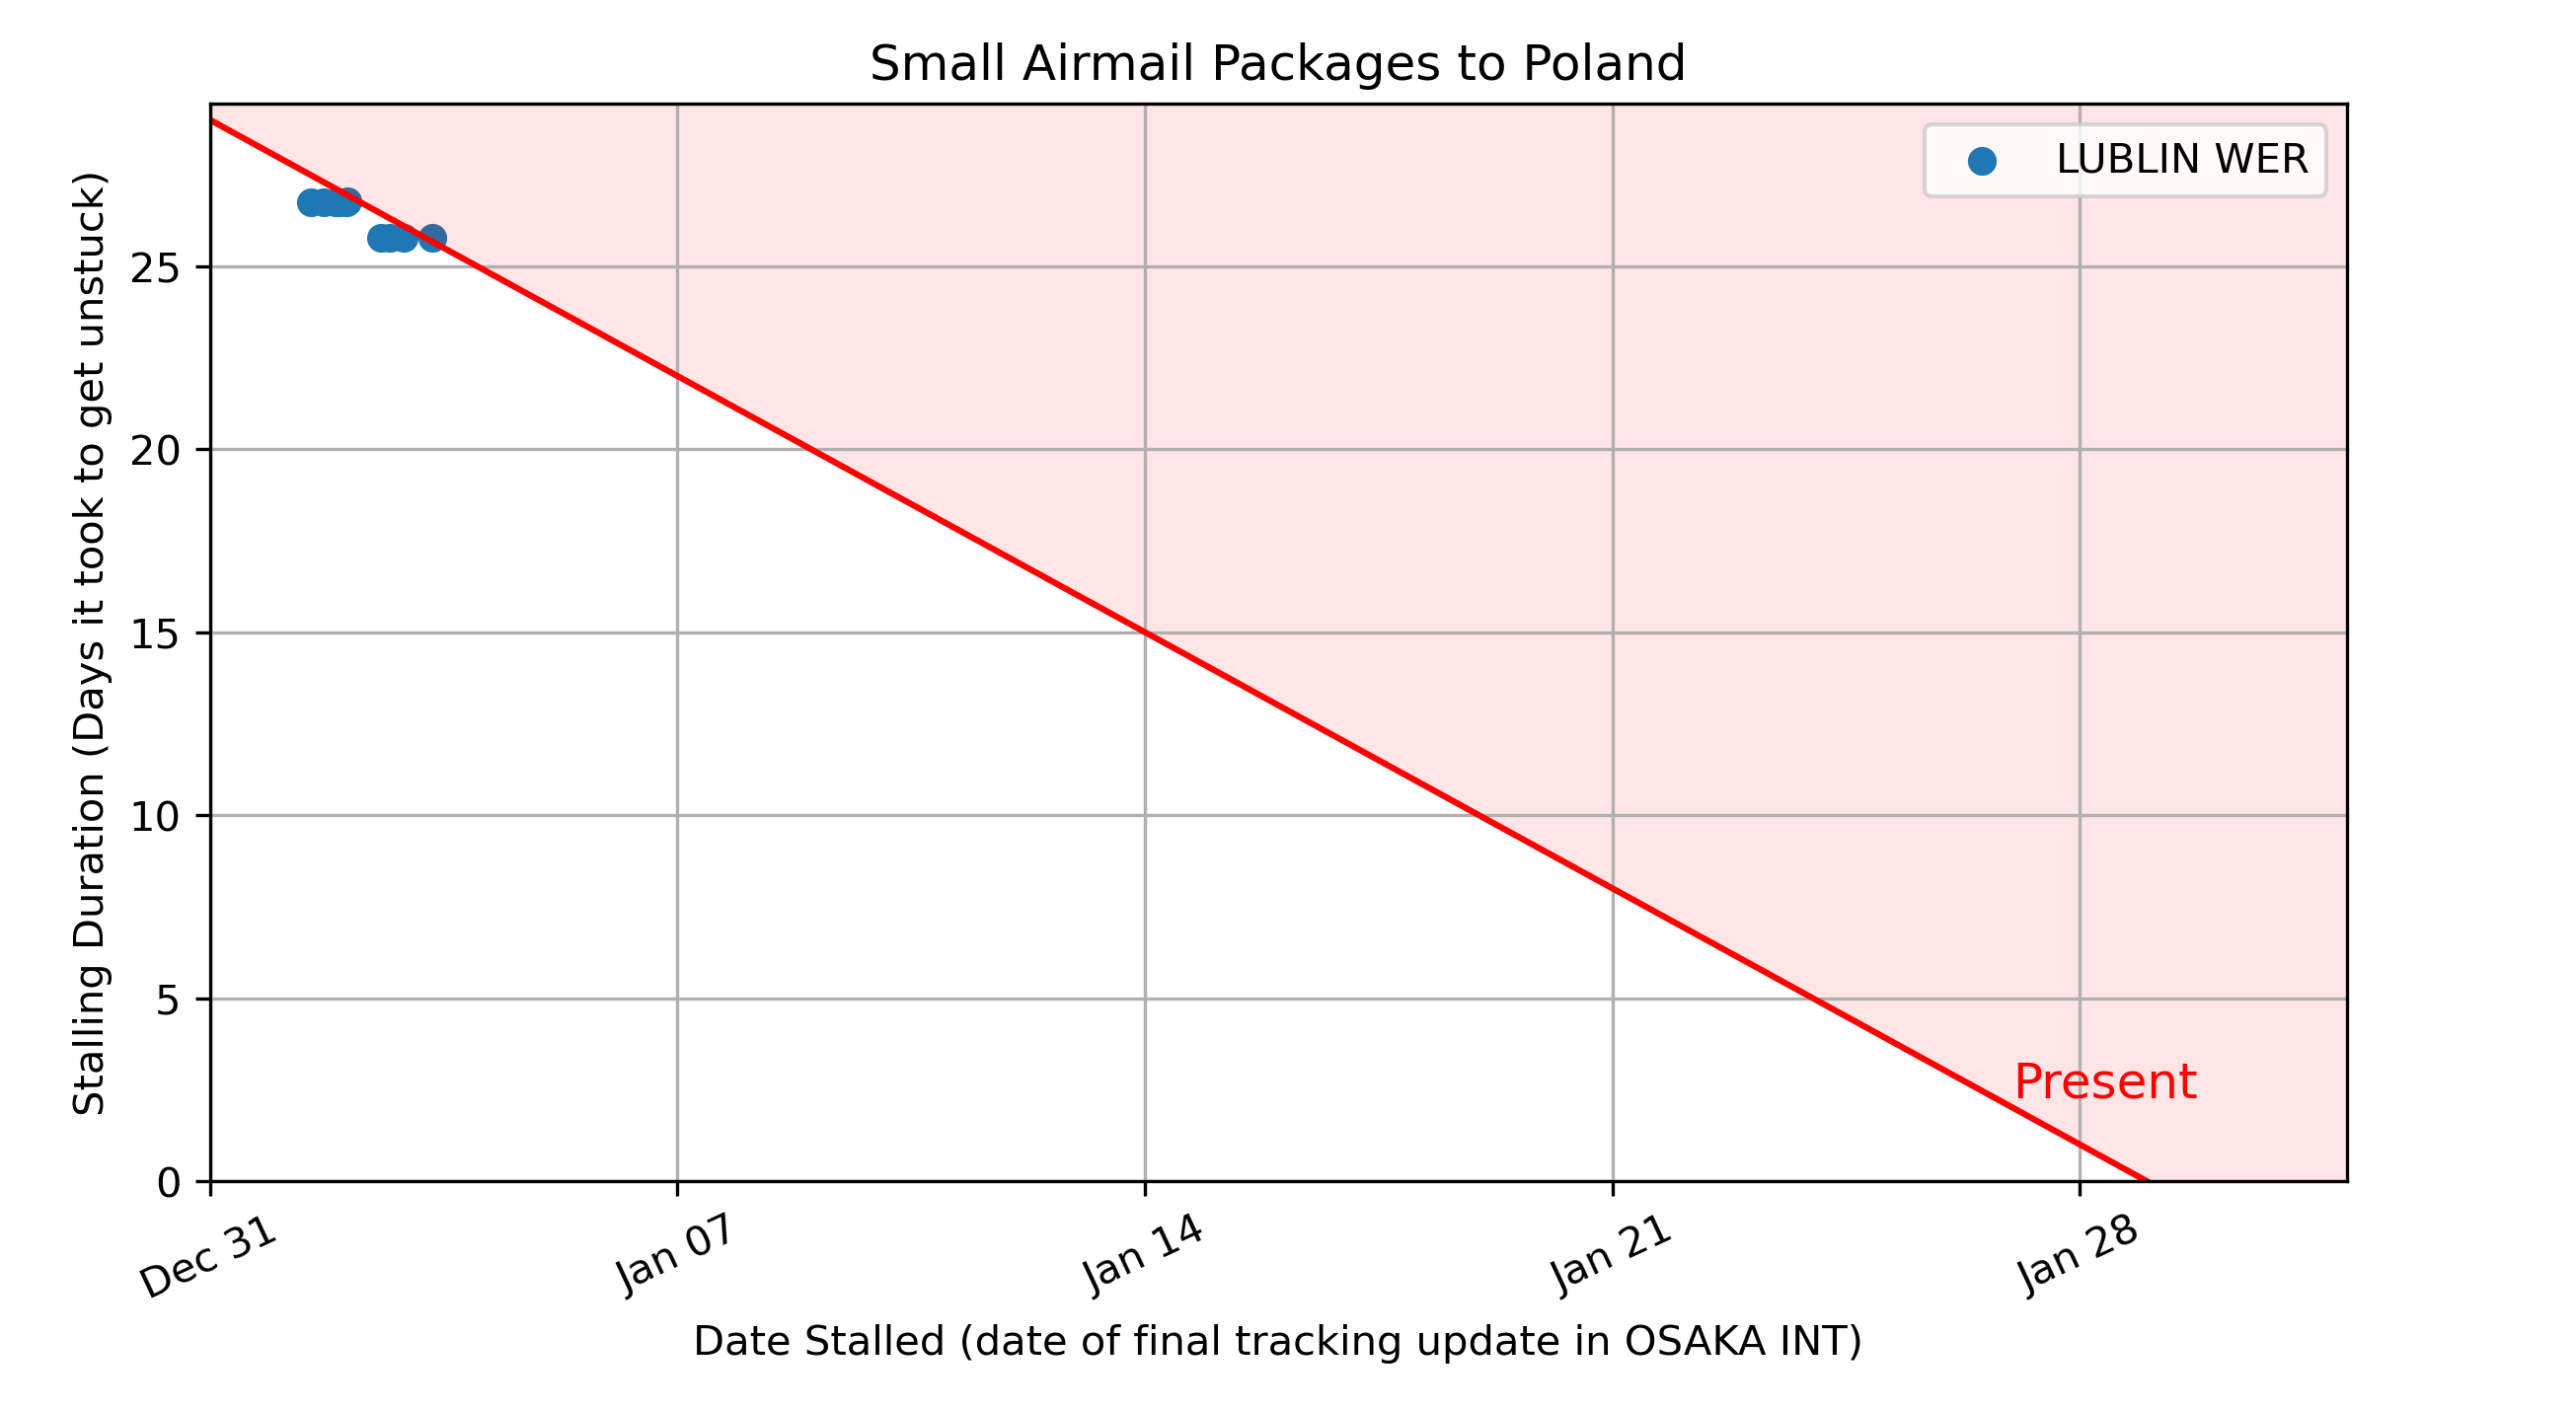 Small Airmail Packages to Poland
LUBLIN WER
Stalling Duration (Days it took to get unstuck)
25
20
15
10
5
0
Present
Dec 31
Jan 07
Jan 14
Jan 21
Jan 28
Date Stalled (date of final tracking update in OSAKA INT)